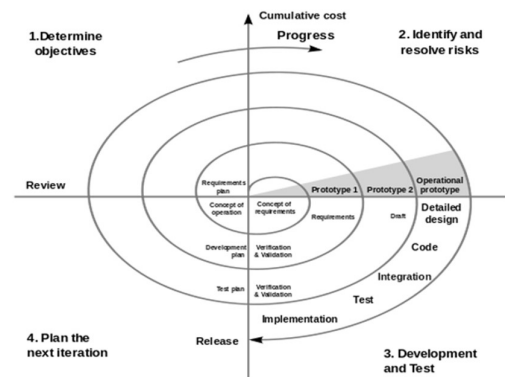 Cumulative cost
1.Determine
objectives
Progress
2. Identify and
resolve risks
Review
Requirements
plan
Prototype 1
Prototype 2
Operational
prototype
Concept of
operation
Concept of
requirements
Requirements
Draft
Detailed
design
Development
plan
Verification
& Validation
Code
Integration
Test plan
Verification
& Validation
Test
Implementation
Release
4. Plan the
next iteration
3. Development
and Test